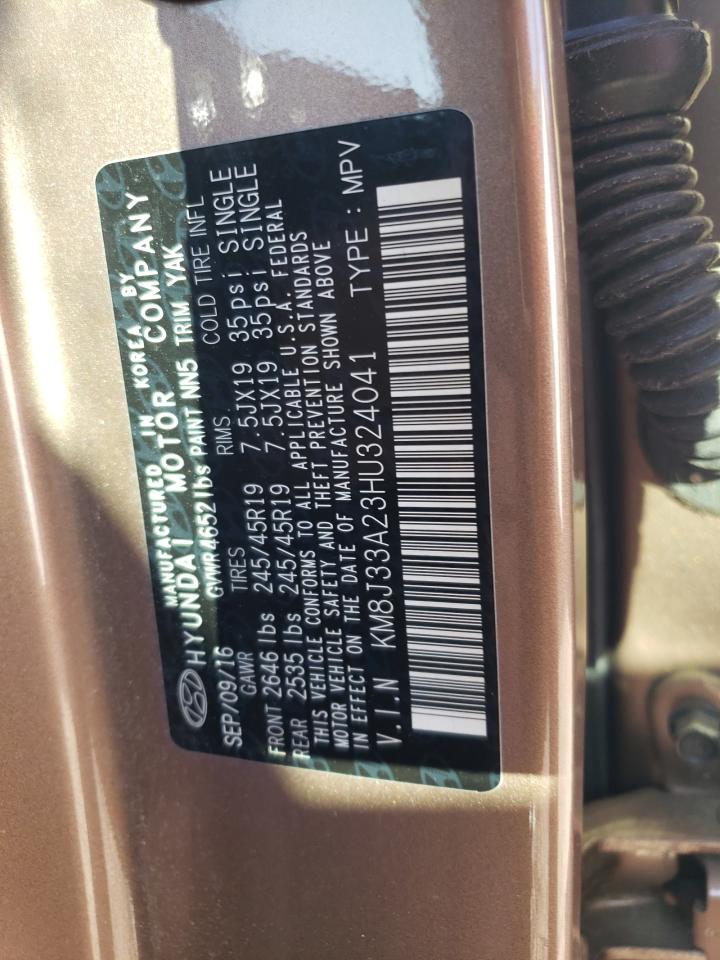 MANUFACTURED IN KOREA BY
HYUNDAI MOTOR COMPANY
GVWR 4652 lbs PAINT NN5 TRIM YAK
SEP/09/16
GAWR TIRES RIMS COLD TIRE INFL
FRONT 2646 lbs 245/45R19 7.5JX19 35psi SINGLE
REAR 2535 lbs 245/45R19 7.5JX19 35psi SINGLE
THIS VEHICLE CONFORMS TO ALL APPLICABLE U.S.A. FEDERAL
MOTOR VEHICLE SAFETY AND THEFT PREVENTION STANDARDS
IN EFFECT ON THE DATE OF MANUFACTURE SHOWN ABOVE
V.I.N KM8J33A23HU324041 TYPE : MPV